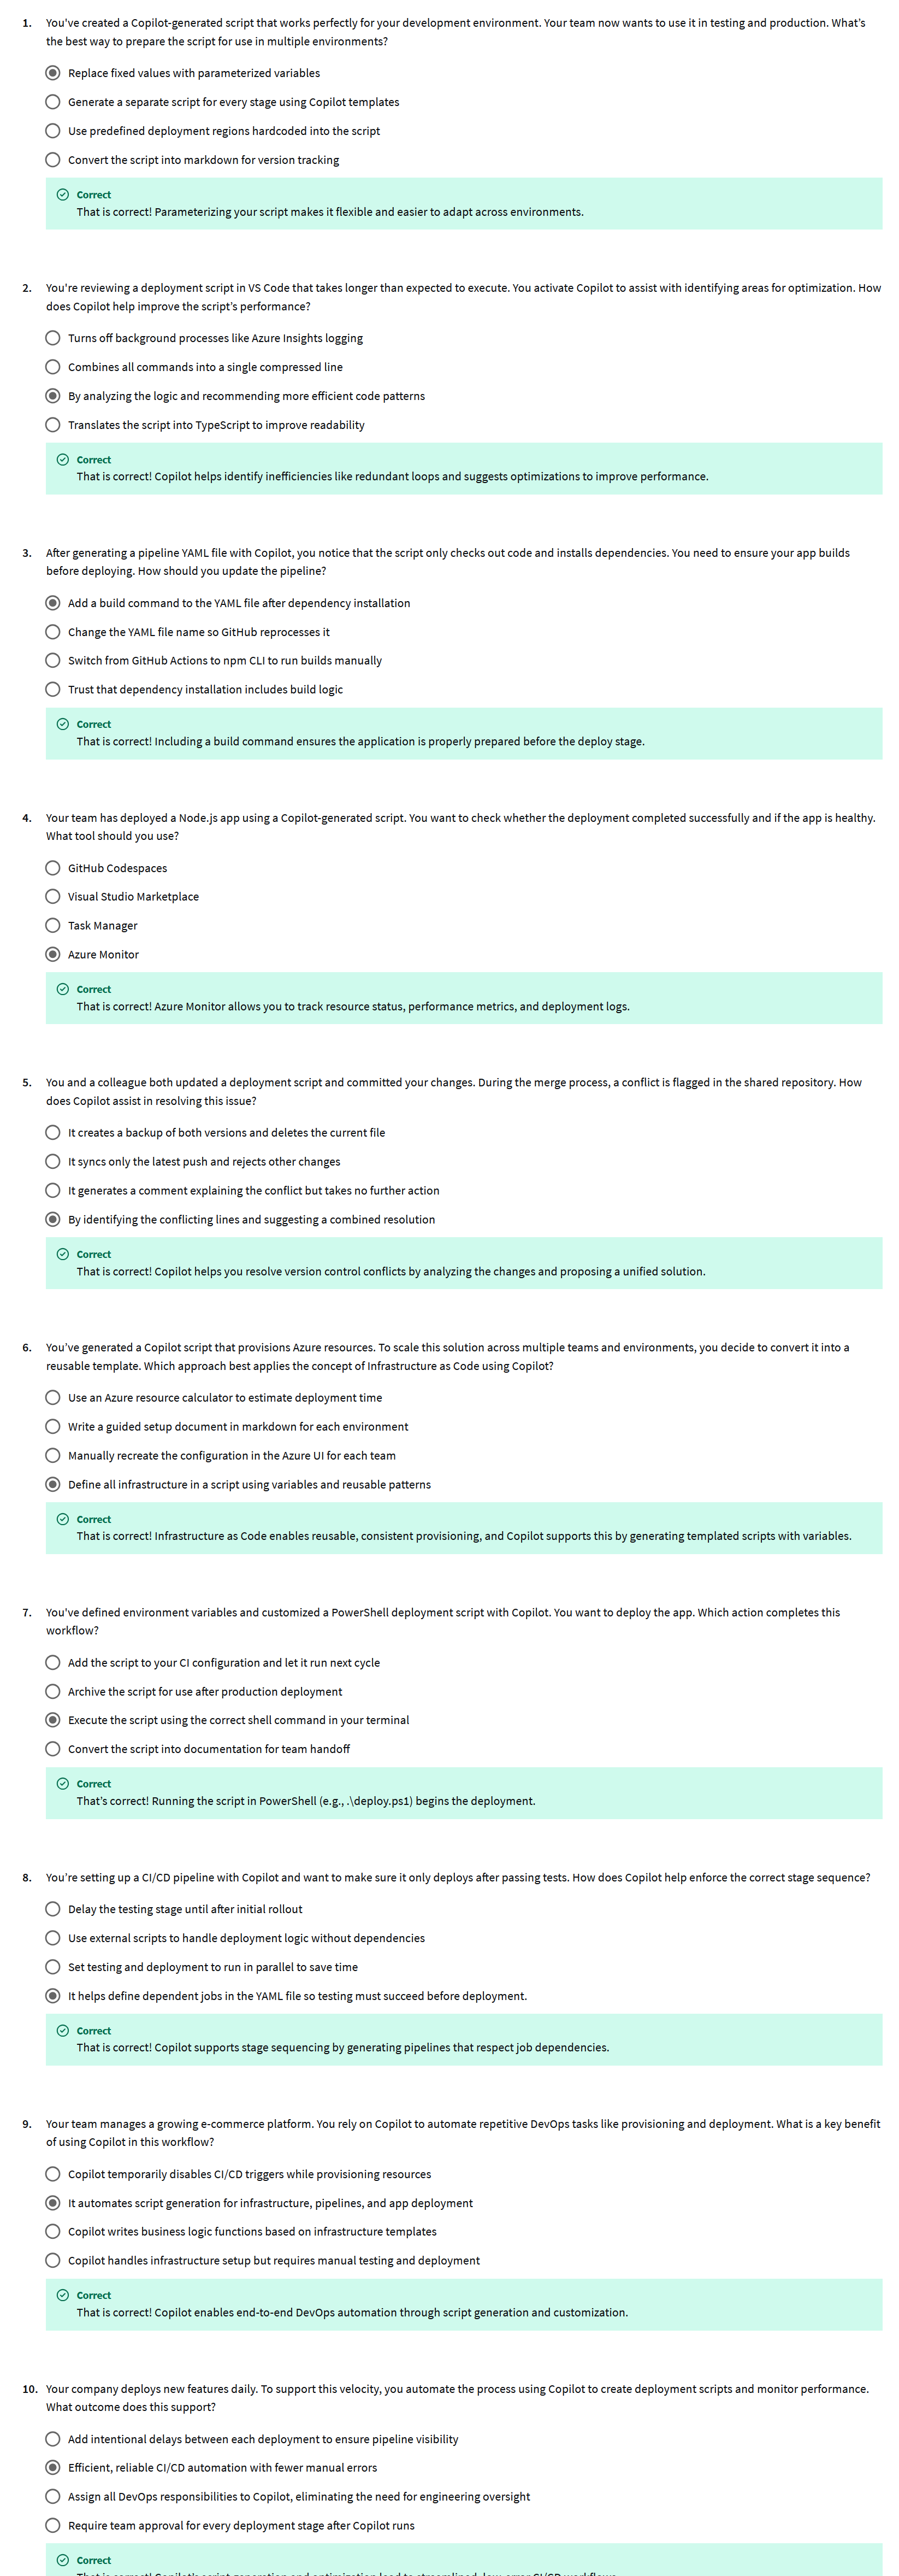 1. You've created a Copilot-generated script that works perfectly for your development environment. Your team now wants to use it in testing and production. What's
the best way to prepare the script for use in multiple environments?
Replace fixed values with parameterized variables
Generate a separate script for every stage using Copilot templates
Use predefined deployment regions hardcoded into the script
Convert the script into markdown for version tracking
Correct
That is correct! Parameterizing your script makes it flexible and easier to adapt across environments.
2. You're reviewing a deployment script in VS Code that takes longer than expected to execute. You activate Copilot to assist with identifying areas for optimization. How
does Copilot help improve the script's performance?
Turns off background processes like Azure Insights logging
Combines all commands into a single compressed line
By analyzing the logic and recommending more efficient code patterns
Translates the script into TypeScript to improve readability
Correct
That is correct! Copilot helps identify inefficiencies like redundant loops and suggests optimizations to improve performance.
3. After generating a pipeline YAML file with Copilot, you notice that the script only checks out code and installs dependencies. You need to ensure your app builds
before deploying. How should you update the pipeline?
Add a build command to the YAML file after dependency installation
Change the YAML file name so GitHub reprocesses it
Switch from GitHub Actions to npm CLI to run builds manually
Trust that dependency installation includes build logic
Correct
That is correct! Including a build command ensures the application is properly prepared before the deploy stage.
4. Your team has deployed a Node.js app using a Copilot-generated script. You want to check whether the deployment completed successfully and if the app is healthy.
What tool should you use?
GitHub Codespaces
Visual Studio Marketplace
Task Manager
Azure Monitor
Correct
That is correct! Azure Monitor allows you to track resource status, performance metrics, and deployment logs.
5. You and a colleague both updated a deployment script and committed your changes. During the merge process, a conflict is flagged in the shared repository. How
does Copilot assist in resolving this issue?
It creates a backup of both versions and deletes the current file
It syncs only the latest push and rejects other changes
It generates a comment explaining the conflict but takes no further action
By identifying the conflicting lines and suggesting a combined resolution
Correct
That is correct! Copilot helps you resolve version control conflicts by analyzing the changes and proposing a unified solution.
6. You've generated a Copilot script that provisions Azure resources. To scale this solution across multiple teams and environments, you decide to convert it into a
reusable template. Which approach best applies the concept of Infrastructure as Code using Copilot?
Use an Azure resource calculator to estimate deployment time
Write a guided setup document in markdown for each environment
Manually recreate the configuration in the Azure UI for each team
Define all infrastructure in a script using variables and reusable patterns
Correct
That is correct! Infrastructure as Code enables reusable, consistent provisioning, and Copilot supports this by generating templated scripts with variables.
7. You've defined environment variables and customized a PowerShell deployment script with Copilot. You want to deploy the app. Which action completes this
workflow?
Add the script to your CI configuration and let it run next cycle
Archive the script for use after production deployment
Execute the script using the correct shell command in your terminal
Convert the script into documentation for team handoff
Correct
That's correct! Running the script in PowerShell (e.g., .\deploy.ps1) begins the deployment.
8. You're setting up a CI/CD pipeline with Copilot and want to make sure it only deploys after passing tests. How does Copilot help enforce the correct stage sequence?
Delay the testing stage until after initial rollout
Use external scripts to handle deployment logic without dependencies
Set testing and deployment to run in parallel to save time
It helps define dependent jobs in the YAML file so testing must succeed before deployment.
Correct
That is correct! Copilot supports stage sequencing by generating pipelines that respect job dependencies.
9. Your team manages a growing e-commerce platform. You rely on Copilot to automate repetitive DevOps tasks like provisioning and deployment. What is a key benefit
of using Copilot in this workflow?
Copilot temporarily disables CI/CD triggers while provisioning resources
It automates script generation for infrastructure, pipelines, and app deployment
Copilot writes business logic functions based on infrastructure templates
Copilot handles infrastructure setup but requires manual testing and deployment
Correct
That is correct! Copilot enables end-to-end DevOps automation through script generation and customization.
10. Your company deploys new features daily. To support this velocity, you automate the process using Copilot to create deployment scripts and monitor performance.
What outcome does this support?
Add intentional delays between each deployment to ensure pipeline visibility
Efficient, reliable CI/CD automation with fewer manual errors
Assign all DevOps responsibilities to Copilot, eliminating the need for engineering oversight
Require team approval for every deployment stage after Copilot runs
Correct